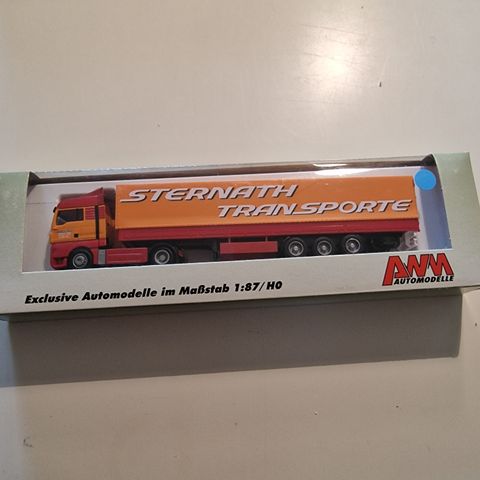 STERNATH
TRANSPORTE
AWM
AUTOMODELLE
Exclusive Automodelle im Maßstab 1:87/H0